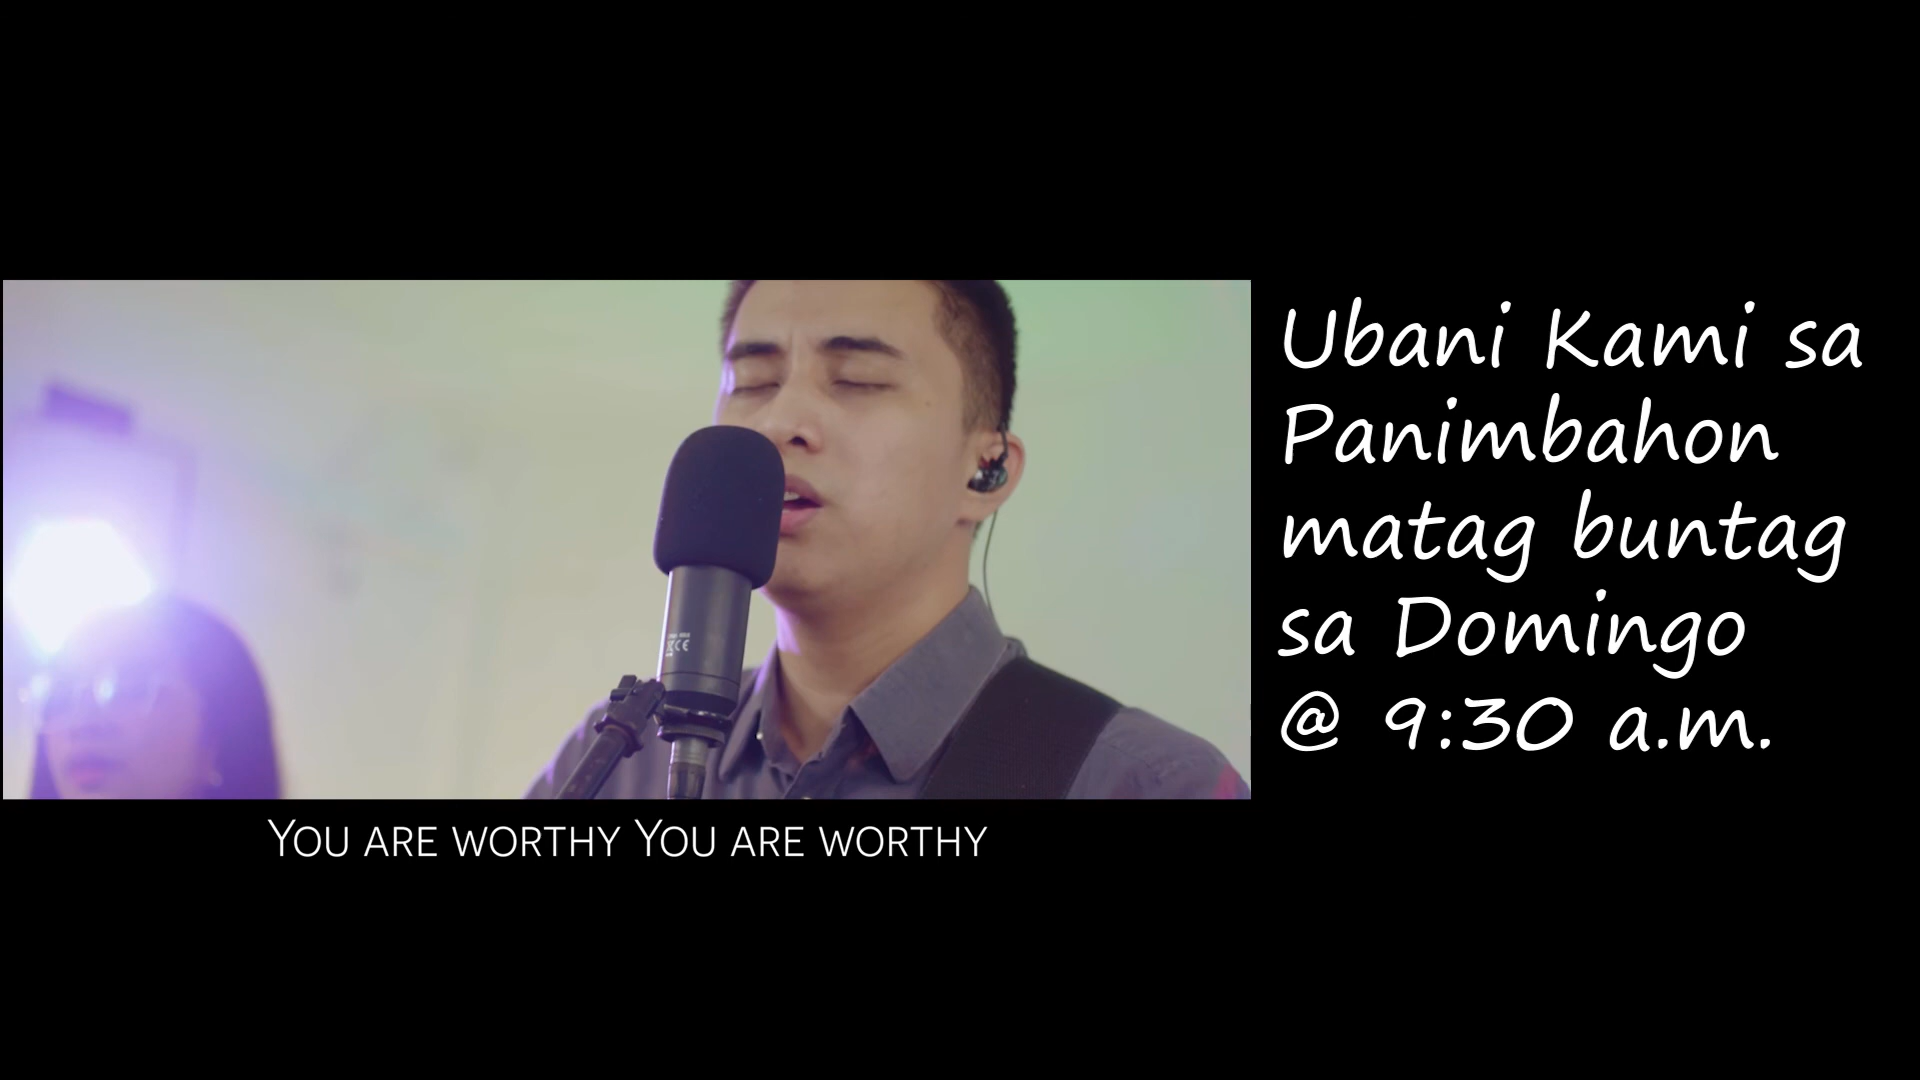 Ubani Kami sa
Panimbahon
matag buntag
sa Domingo
@ 9:30 a.m.
YOU ARE WORTHY YOU ARE WORTHY